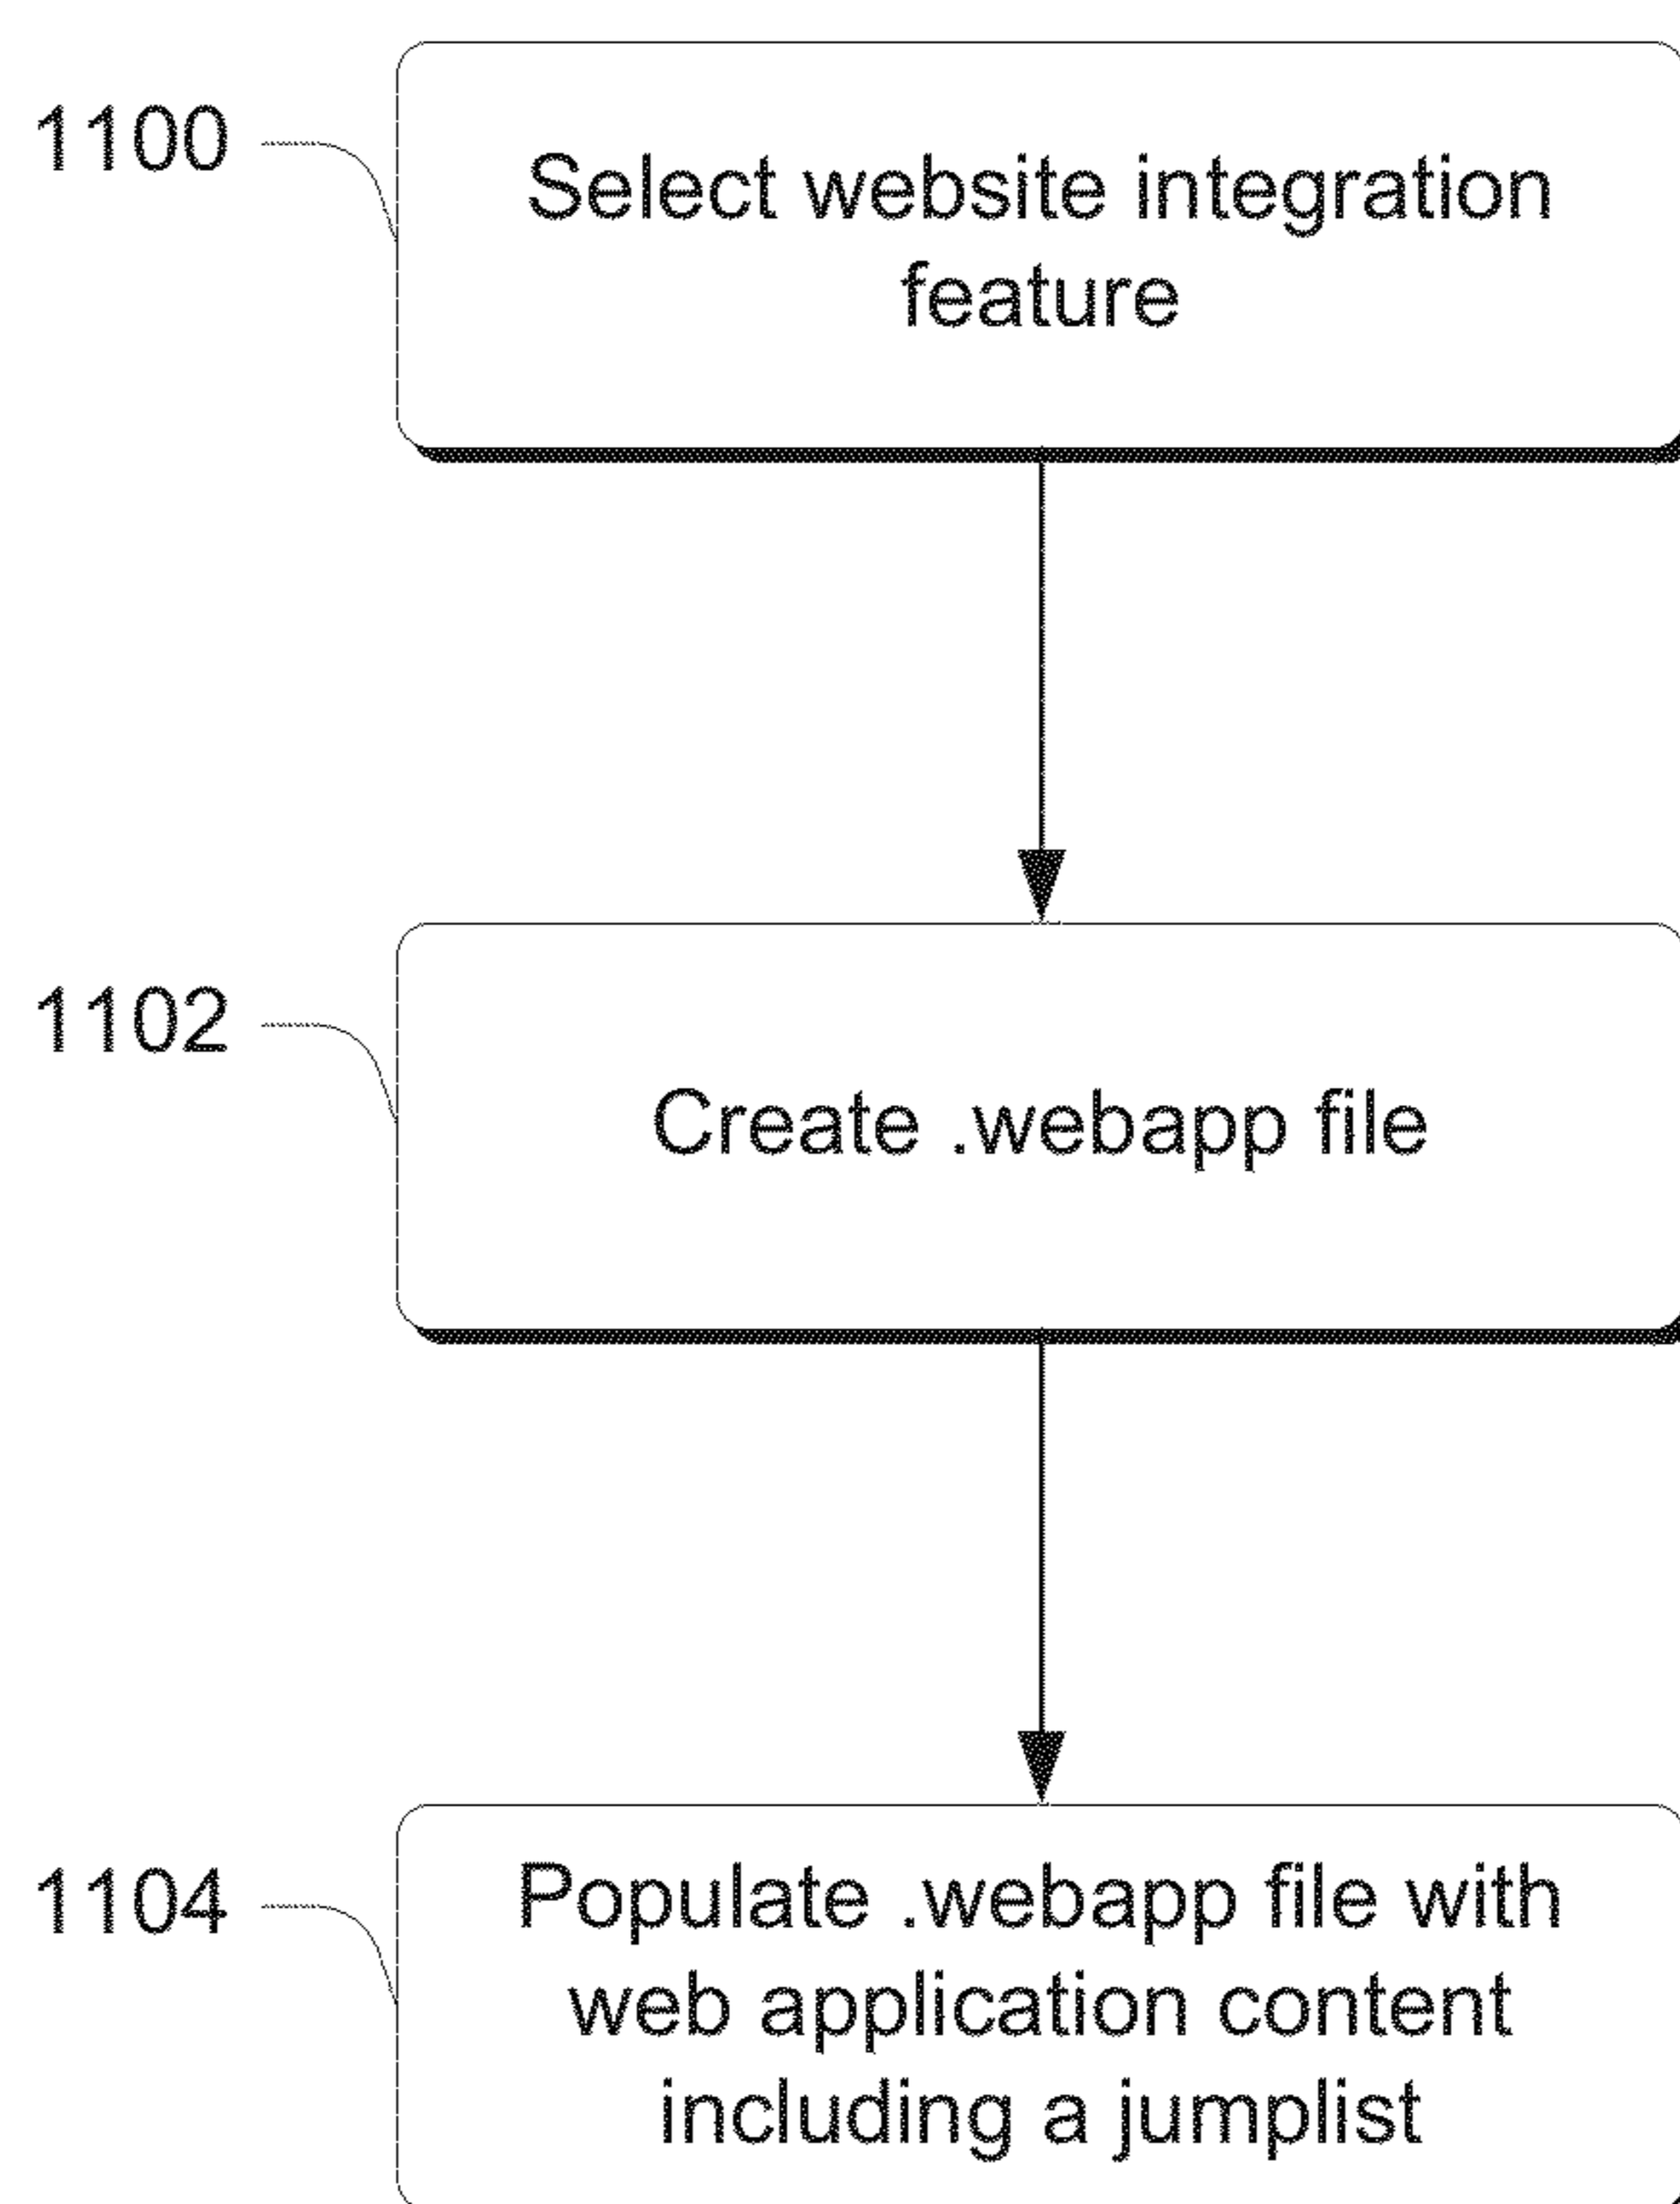 1100
Select website integration
feature
1102
Create .webapp file
1104
Populate .webapp file with
web application content
including a jumplist